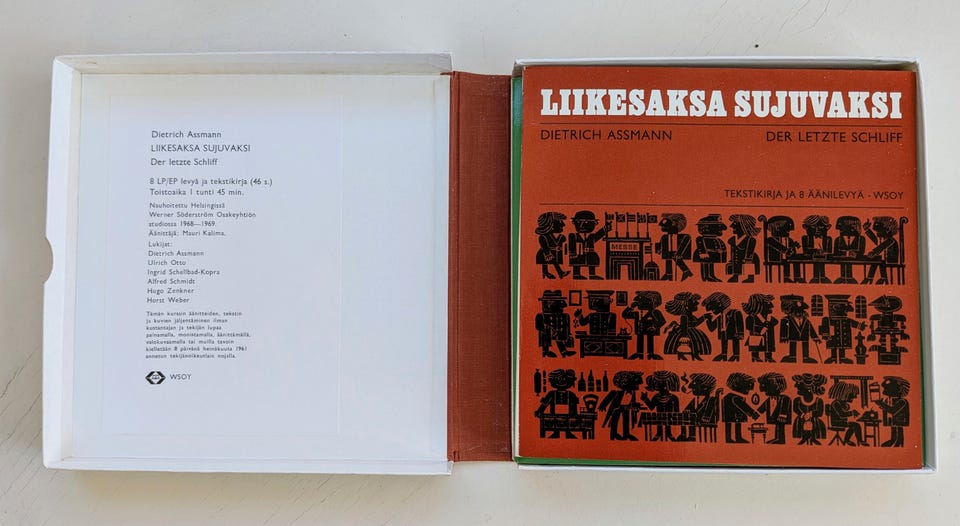 Dietrich Assmann
LIIKESAKSA SUJUVAKSI
Der letzte Schliff
8 LP/EP levyä ja tekstikirja (46 s.)
Toistoaika 1 tunti 45 min.
Nauhoitettu Helsingissä
Werner Söderström Osakeyhtiön
studiossa 1968—1969.
Äänittäjä: Mauri Kalima.
Lukijat:
Dietrich Assmann
Ulrich Otto
Ingrid Schellbad-Kopra
Alfred Schmidt
Hugo Zenkner
Horst Weber
Tämän kurssin äänitteiden, tekstin
ja kuvien jäljentäminen ilman
kustantajan ja tekijän lupaa
painamalla, monistamalla, äänittämällä,
valokuvaamalla tai muilla tavoin
kielletään 8 päivänä heinäkuuta 1961
annetun tekijänoikeuslain nojalla.
WSOY
LIIKESAKSA SUJUVAKSI
DIETRICH ASSMANN DER LETZTE SCHLIFF
TEKSTIKIRJA JA 8 ÄÄNILEVYÄ - WSOY
MESSE